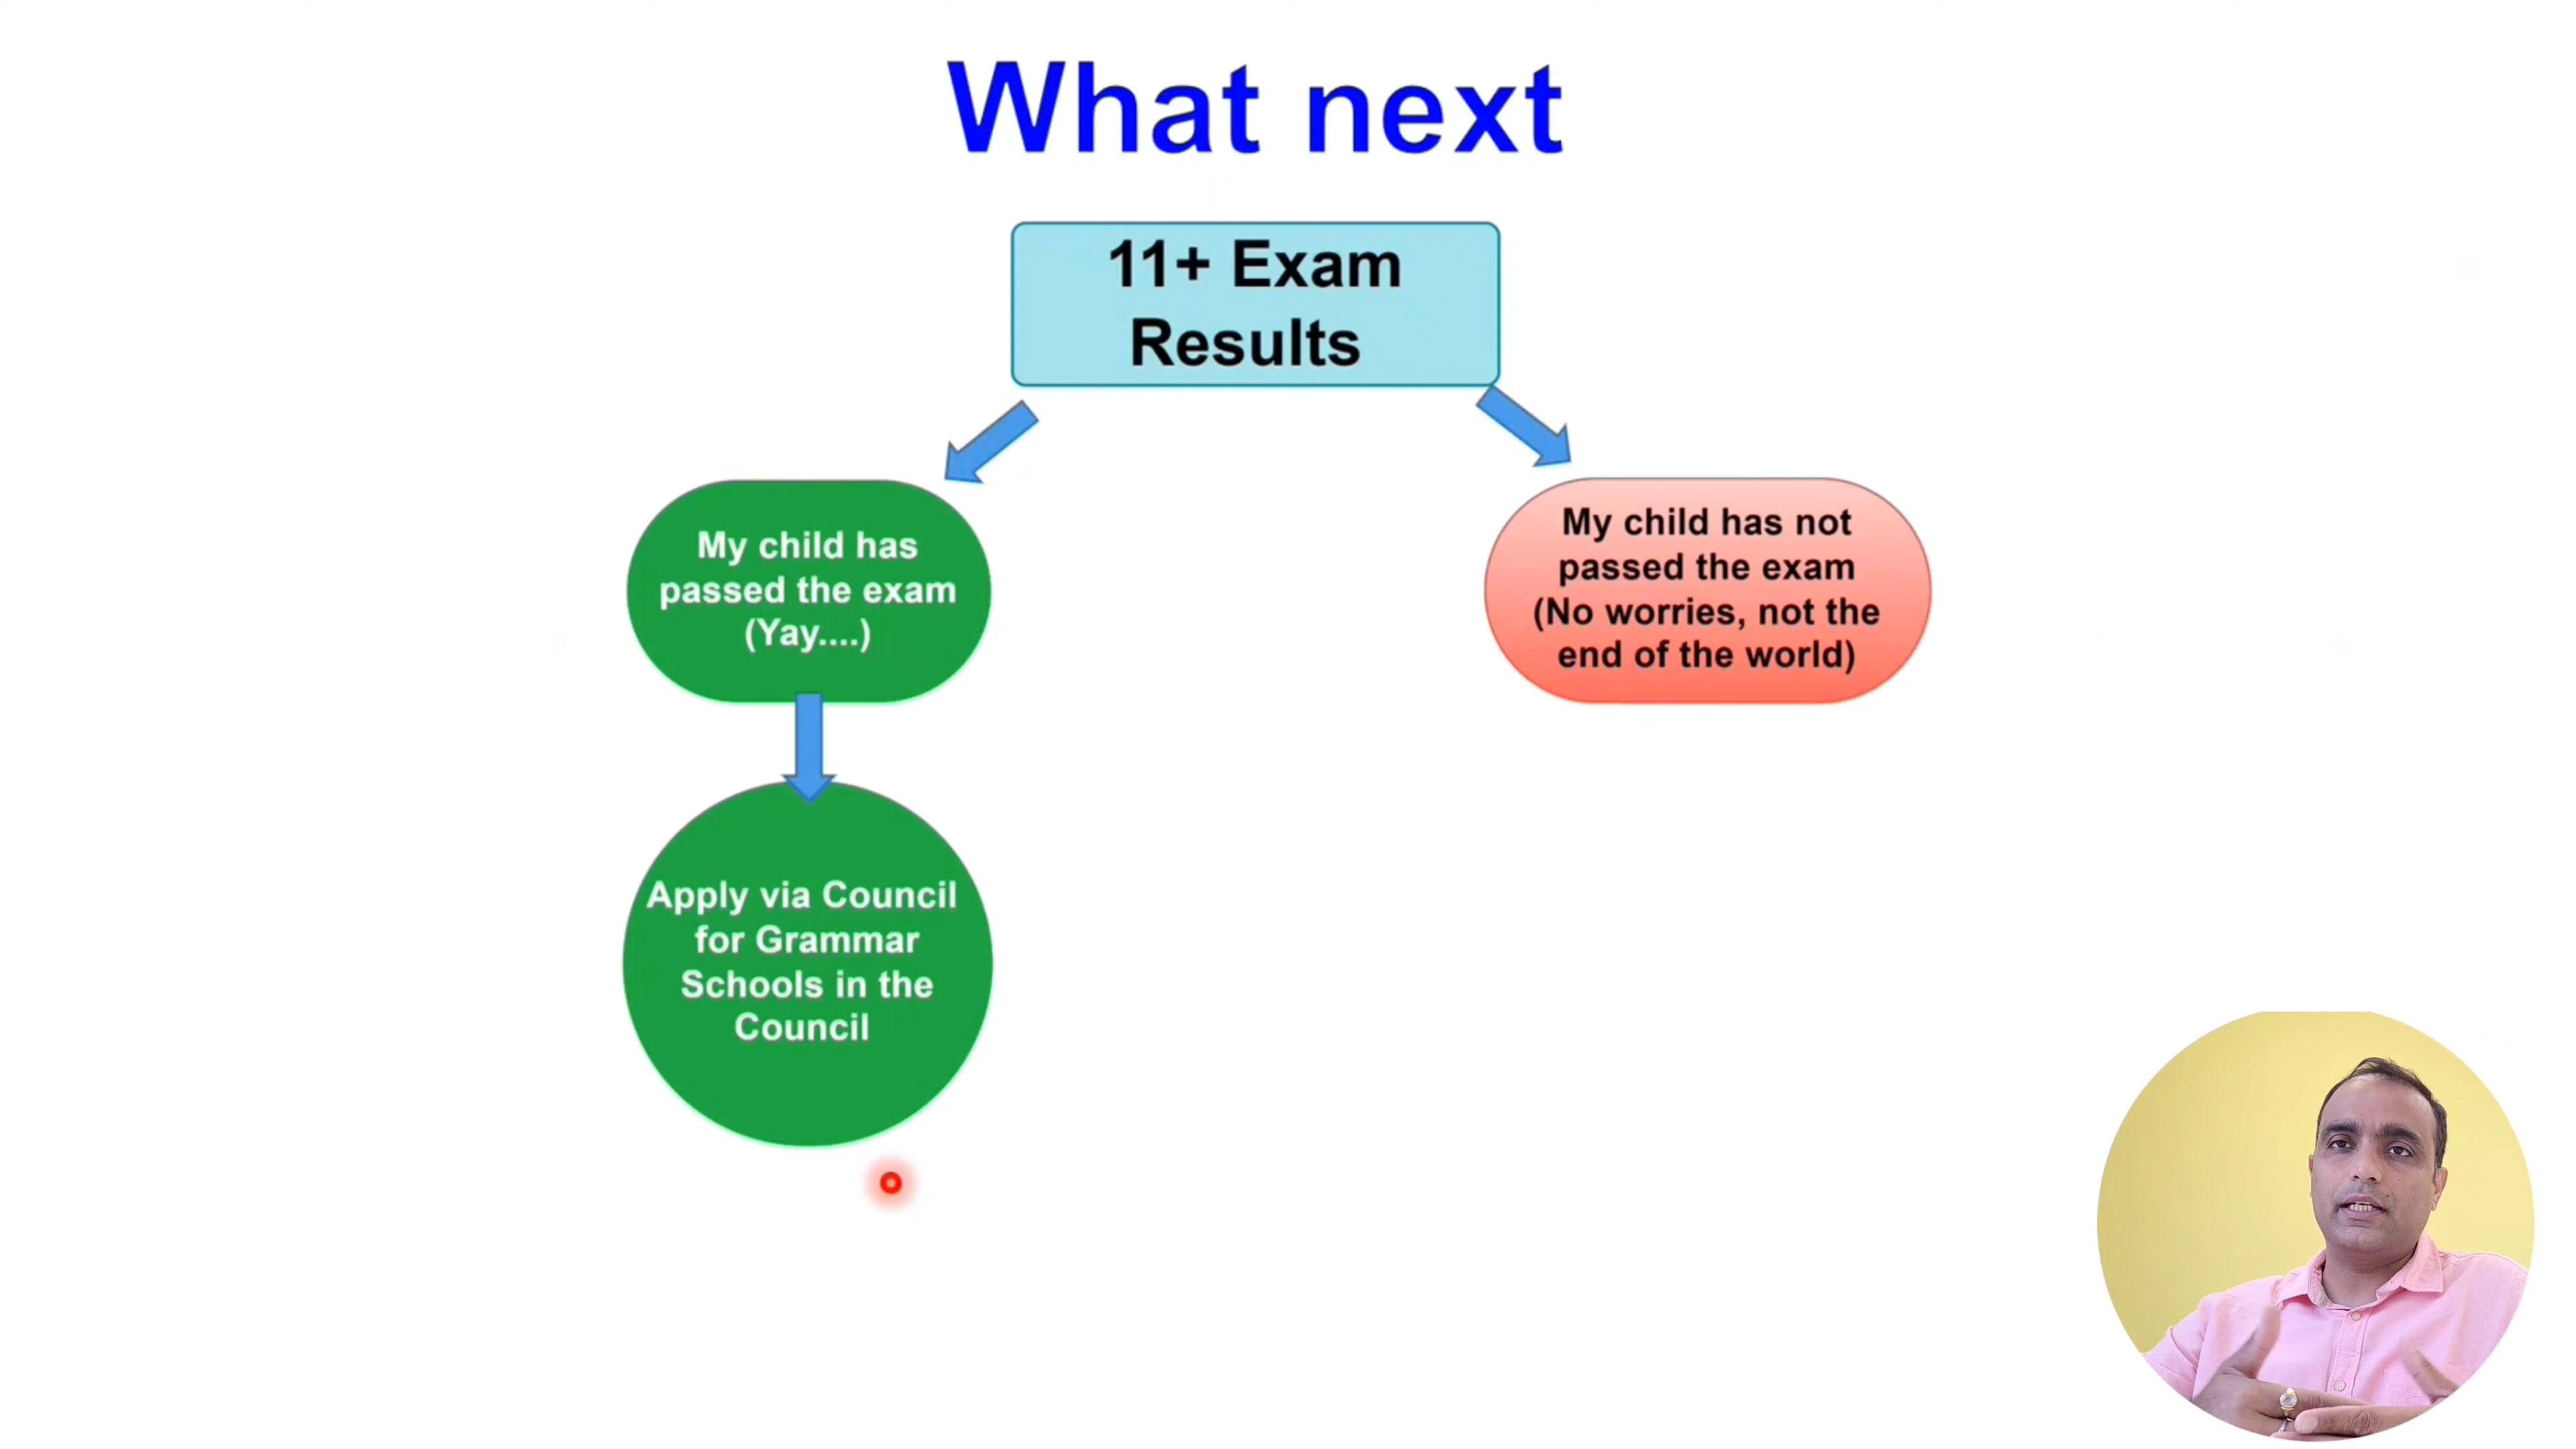 What next
11+ Exam
Results
My child has
passed the exam
(Yay....)
My child has not
passed the exam
(No worries, not the
end of the world)
Apply via Council
for Grammar
Schools in the
Council